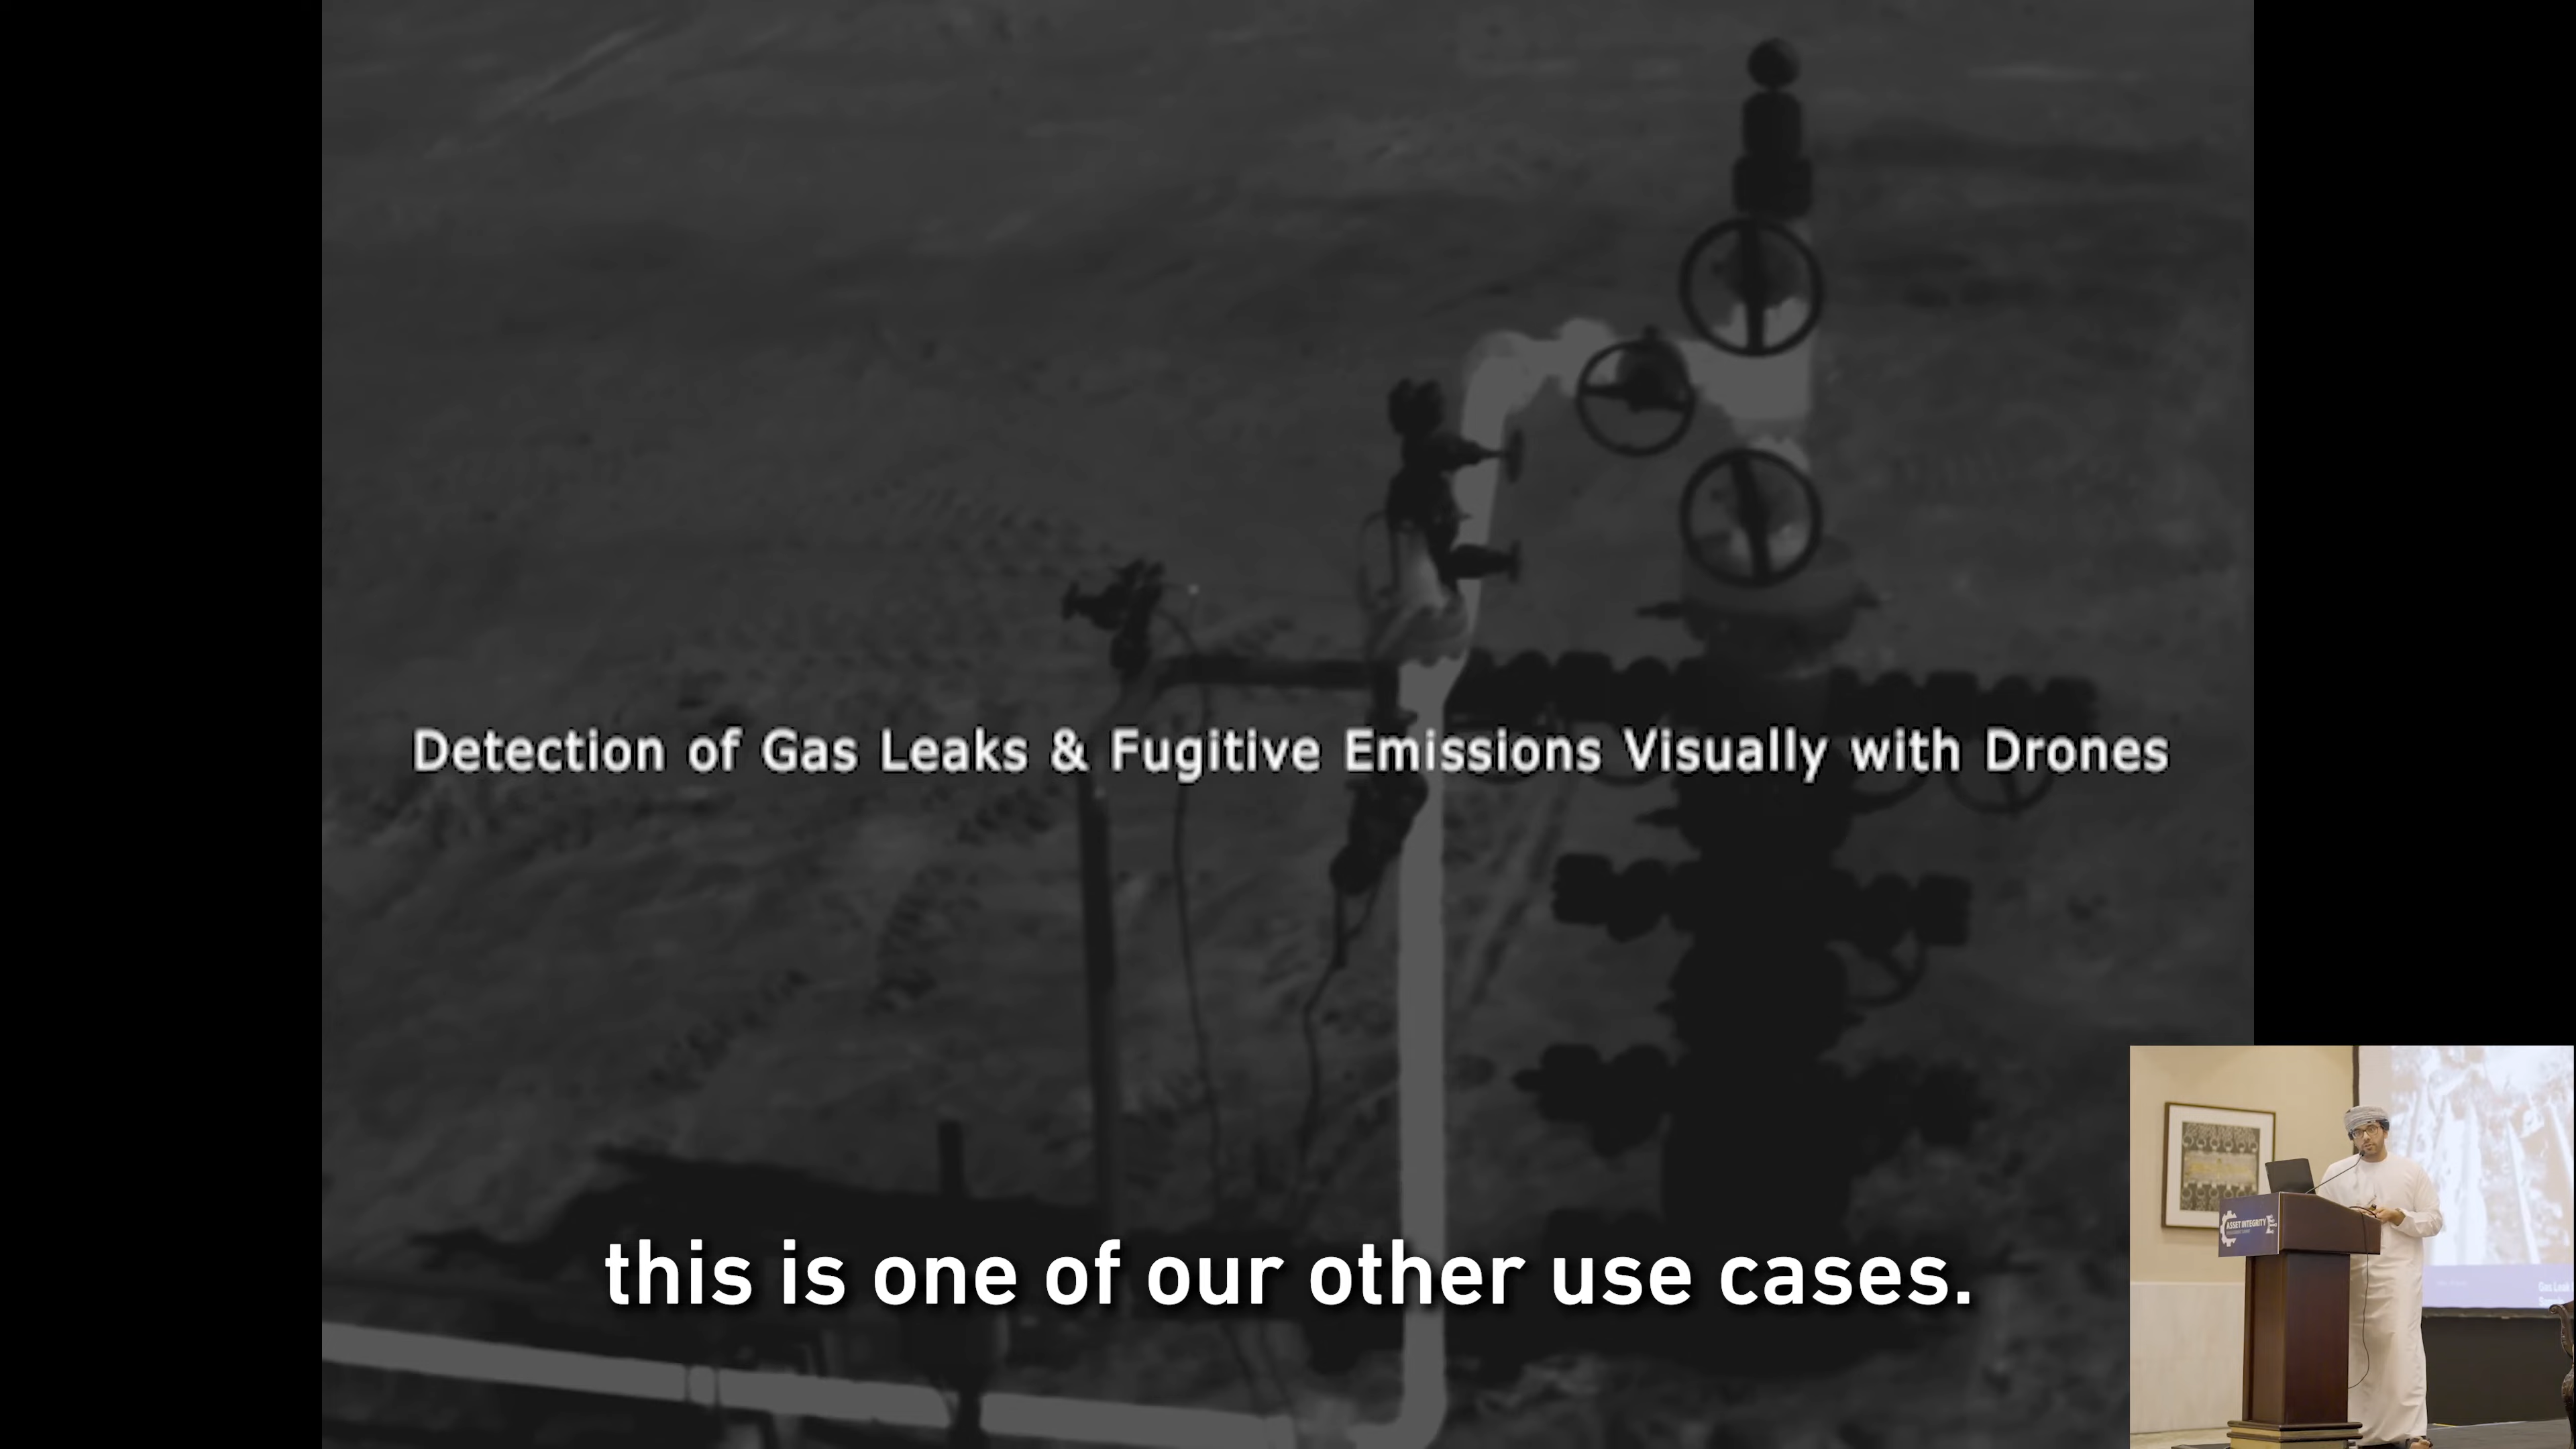 Detection of Gas Leaks & Fugitive Emissions Visually with Drones
this is one of our other use cases.
ASSET INTEGRITY